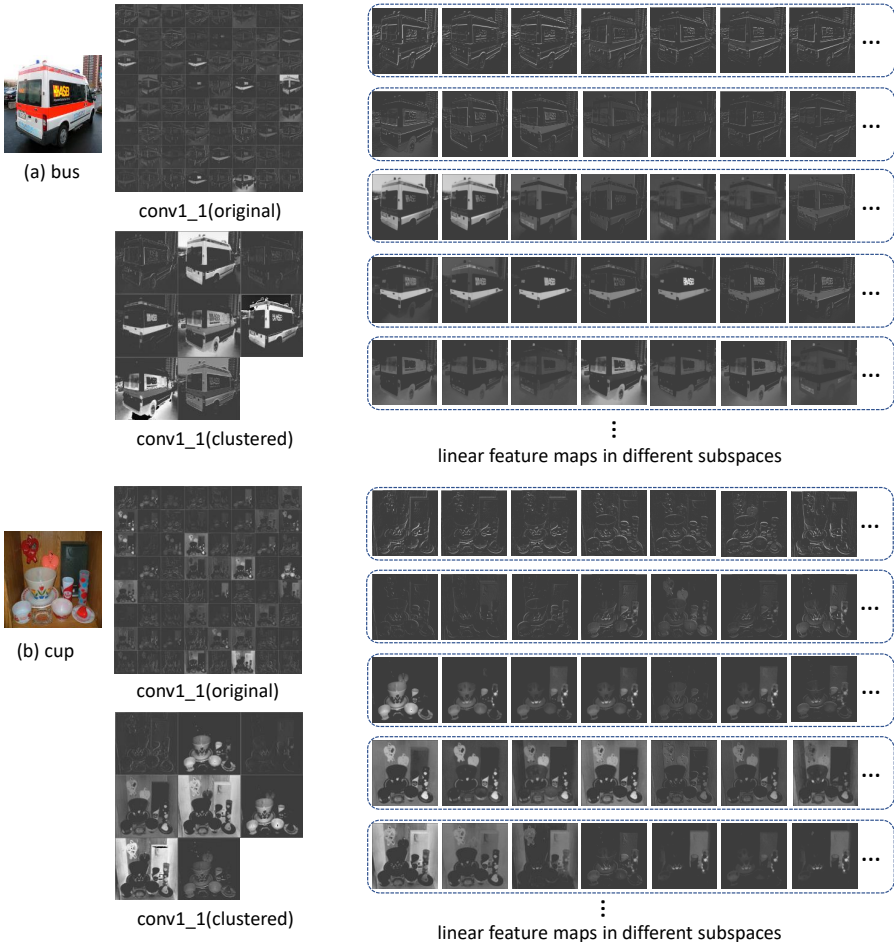 (a) bus
conv1_1(original)
conv1_1(clustered)
...
...
...
...
...
...
linear feature maps in different subspaces
(b) cup
conv1_1(original)
conv1_1(clustered)
...
...
...
...
...
...
linear feature maps in different subspaces